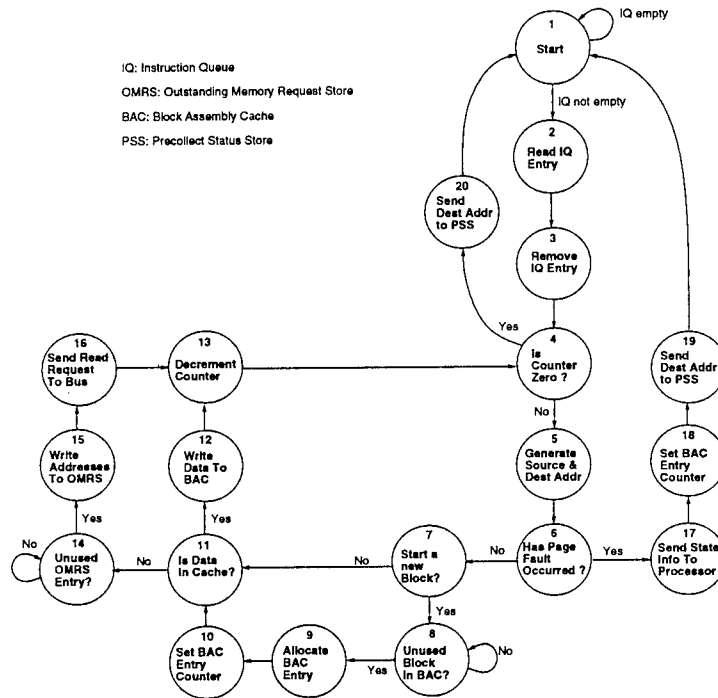 1
Start
IQ empty
IQ: Instruction Queue
OMRS: Outstanding Memory Request Store
BAC: Block Assembly Cache
PSS: Precollect Status Store
IQ not empty
2
Read IQ
Entry
20
Send
Dest Addr
to PSS
3
Remove
IQ Entry
Yes
4
Is
Counter
Zero ?
No
16
Send Read
Request
To Bus
13
Decrement
Counter
19
Send
Dest Addr
to PSS
15
Write
Addresses
To OMRS
12
Write
Data To
BAC
5
Generate
Source &
Dest Addr
18
Set BAC
Entry
Counter
Yes
Yes
No
14
Unused
OMRS
Entry?
No
11
Is Data
In Cache?
No
7
Start a
new
Block?
No
6
Has Page
Fault
Occurred ?
Yes
17
Send State
Info To
Processor
Yes
10
Set BAC
Entry
Counter
9
Allocate
BAC
Entry
Yes
8
Unused
Block
In BAC?
No